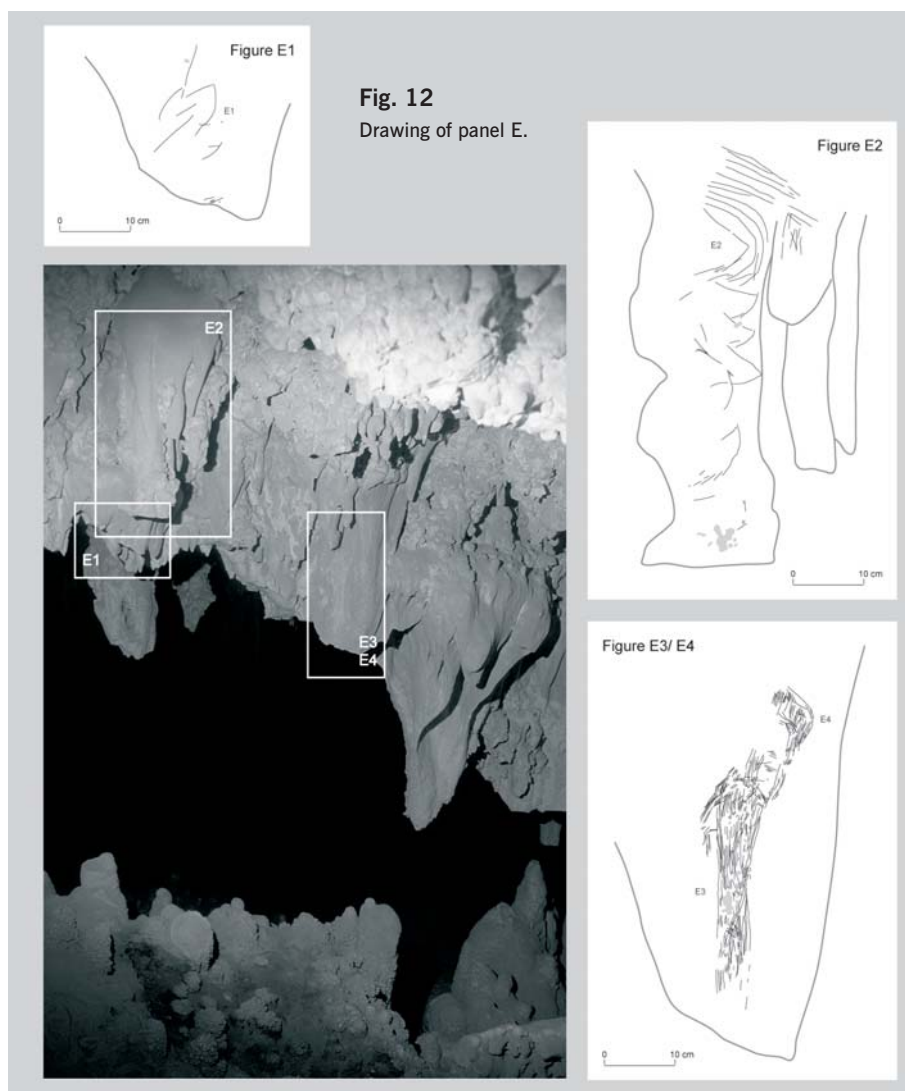 Figure E1
E1
0 10 cm
Fig. 12
Drawing of panel E.
Figure E2
E2
0 10 cm
E2
E1
E3
E4
Figure E3/ E4
E4
E3
0 10 cm